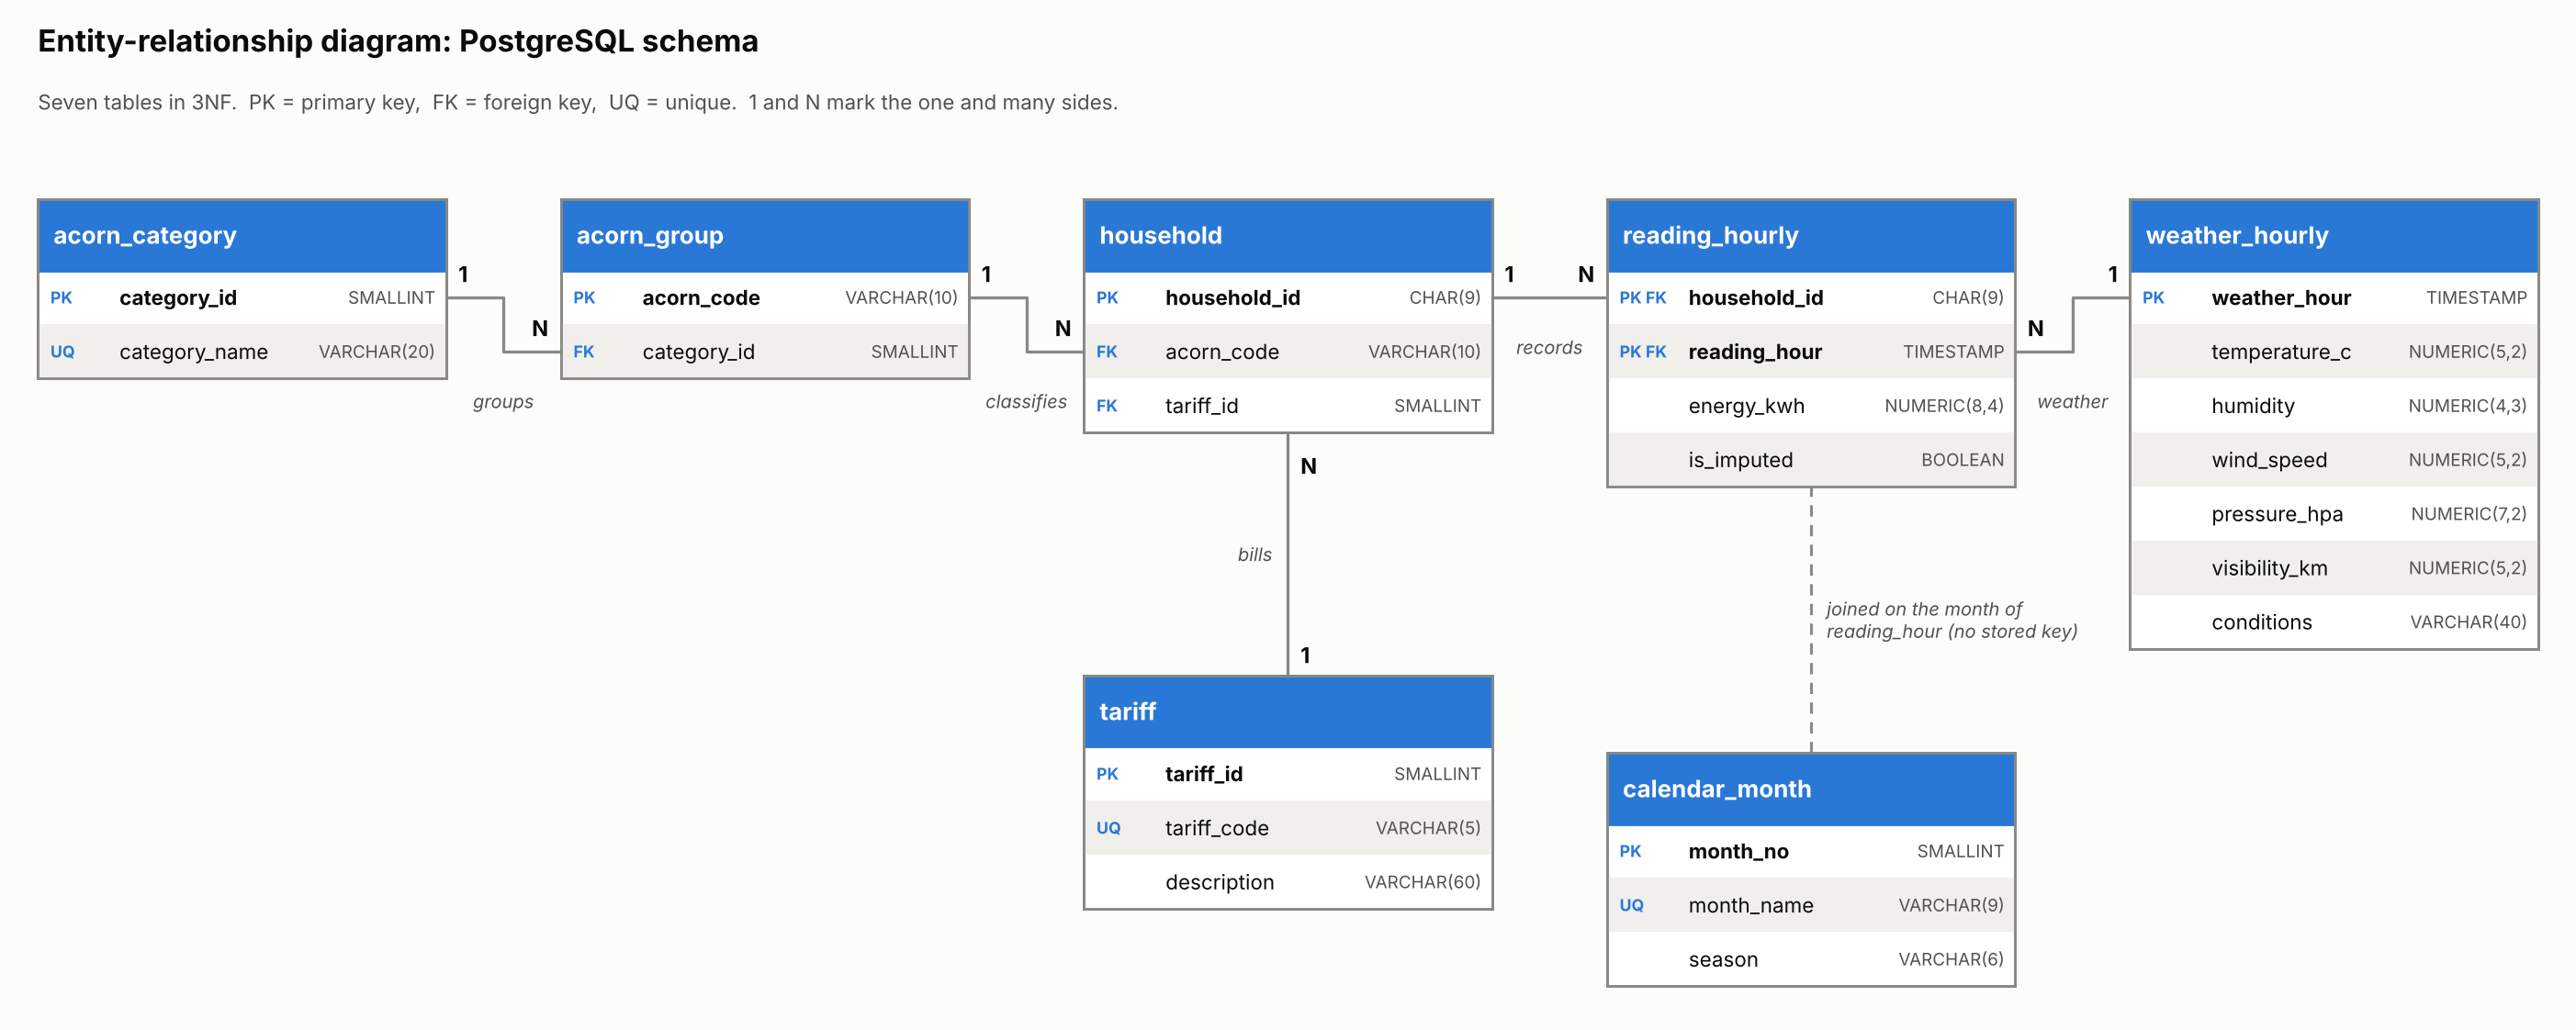 Entity-relationship diagram: PostgreSQL schema
Seven tables in 3NF. PK = primary key, FK = foreign key, UQ = unique. 1 and N mark the one and many sides.
acorn_category
PK category_id SMALLINT
UQ category_name VARCHAR(20)
1
N
groups
acorn_group
PK acorn_code VARCHAR(10)
FK category_id SMALLINT
1
N
classifies
household
PK household_id CHAR(9)
FK acorn_code VARCHAR(10)
FK tariff_id SMALLINT
1
N
records
reading_hourly
PK FK household_id CHAR(9)
PK FK reading_hour TIMESTAMP
energy_kwh NUMERIC(8,4)
is_imputed BOOLEAN
N
1
weather
weather_hourly
PK weather_hour TIMESTAMP
temperature_c NUMERIC(5,2)
humidity NUMERIC(4,3)
wind_speed NUMERIC(5,2)
pressure_hpa NUMERIC(7,2)
visibility_km NUMERIC(5,2)
conditions VARCHAR(40)
N
bills
1
joined on the month of
reading_hour (no stored key)
tariff
PK tariff_id SMALLINT
UQ tariff_code VARCHAR(5)
description VARCHAR(60)
calendar_month
PK month_no SMALLINT
UQ month_name VARCHAR(9)
season VARCHAR(6)